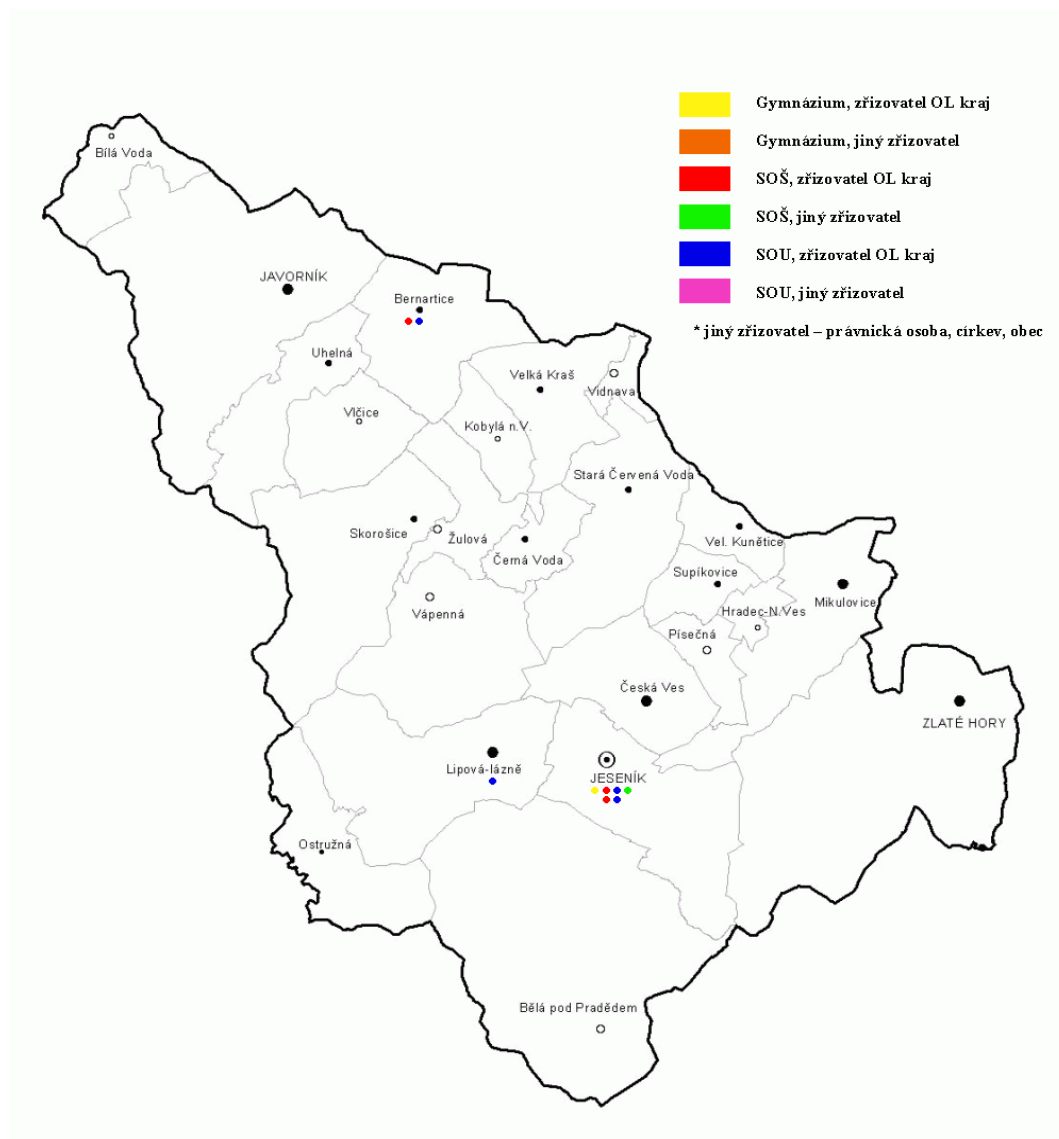 Gymnázium, zřizovatel OL kraj
Gymnázium, jiný zřizovatel
SOŠ, zřizovatel OL kraj
SOŠ, jiný zřizovatel
SOU, zřizovatel OL kraj
SOU, jiný zřizovatel
* jiný zřizovatel – právnická osoba, církev, obec
Bílá Voda
JAVORNÍK
Bernartice
Uhelná
Velká Kraš
Vidnava
Vlčice
Kobylá n.V.
Stará Červená Voda
Skorošice
Žulová
Černá Voda
Vel. Kunětice
Supíkovice
Mikulovice
Vápenná
Hradec-N.Ves
Písečná
Česká Ves
ZLATÉ HORY
Lipová-lázně
JESENÍK
Ostružná
Bělá pod Pradědem